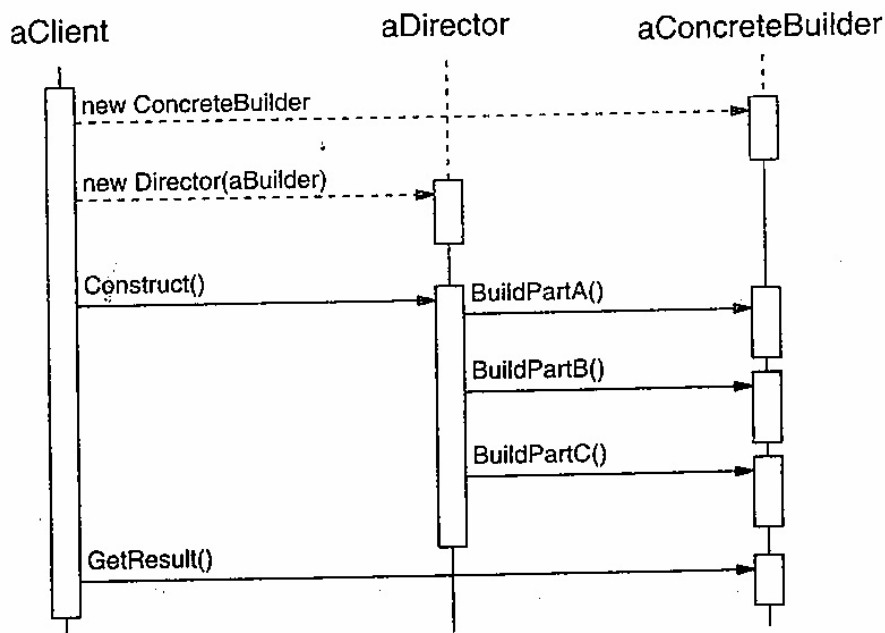 aClient
aDirector
aConcreteBuilder
new ConcreteBuilder
new Director(aBuilder)
Construct()
BuildPartA()
BuildPartB()
BuildPartC()
GetResult()